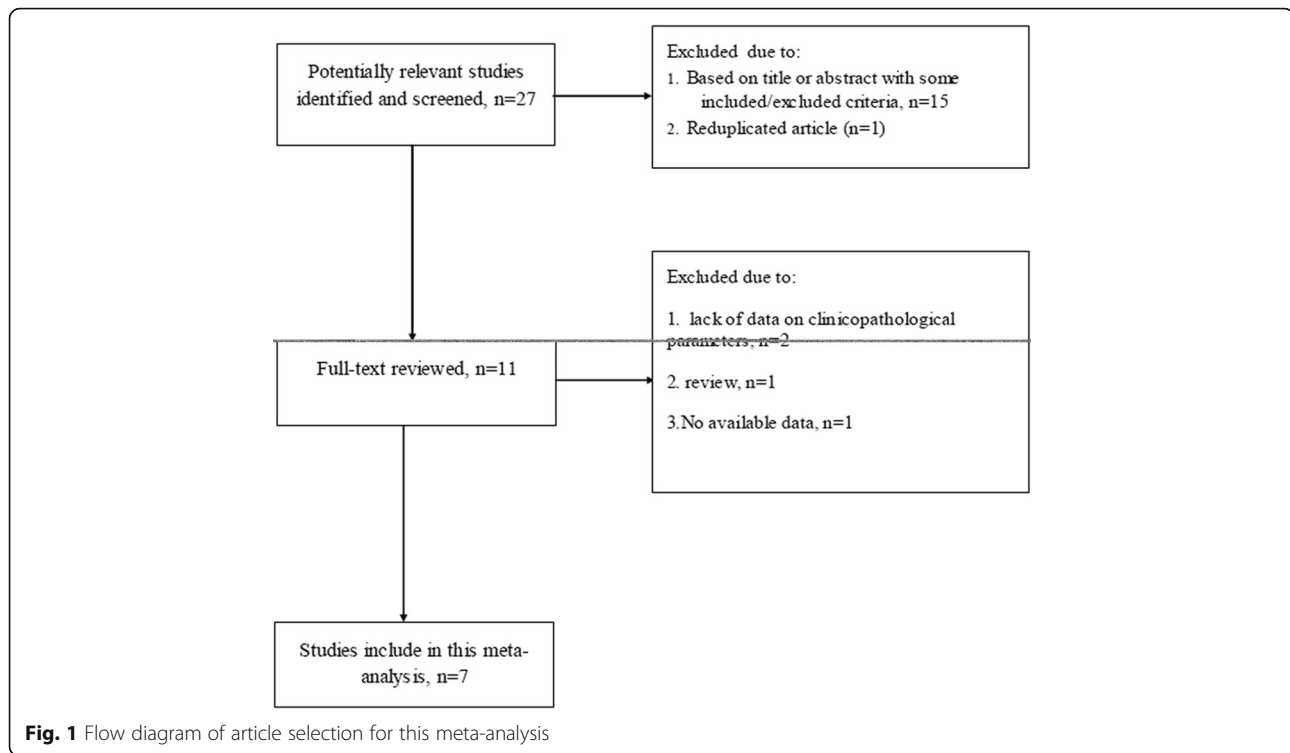 Potentially relevant studies
identified and screened, n=27
Excluded due to:
1. Based on title or abstract with some
included/excluded criteria, n=15
2. Reduplicated article (n=1)
Excluded due to:
1. lack of data on clinicopathological
parameters, n=2
2. review, n=1
3.No available data, n=1
Full-text reviewed, n=11
Studies include in this meta-
analysis, n=7
Fig. 1 Flow diagram of article selection for this meta-analysis